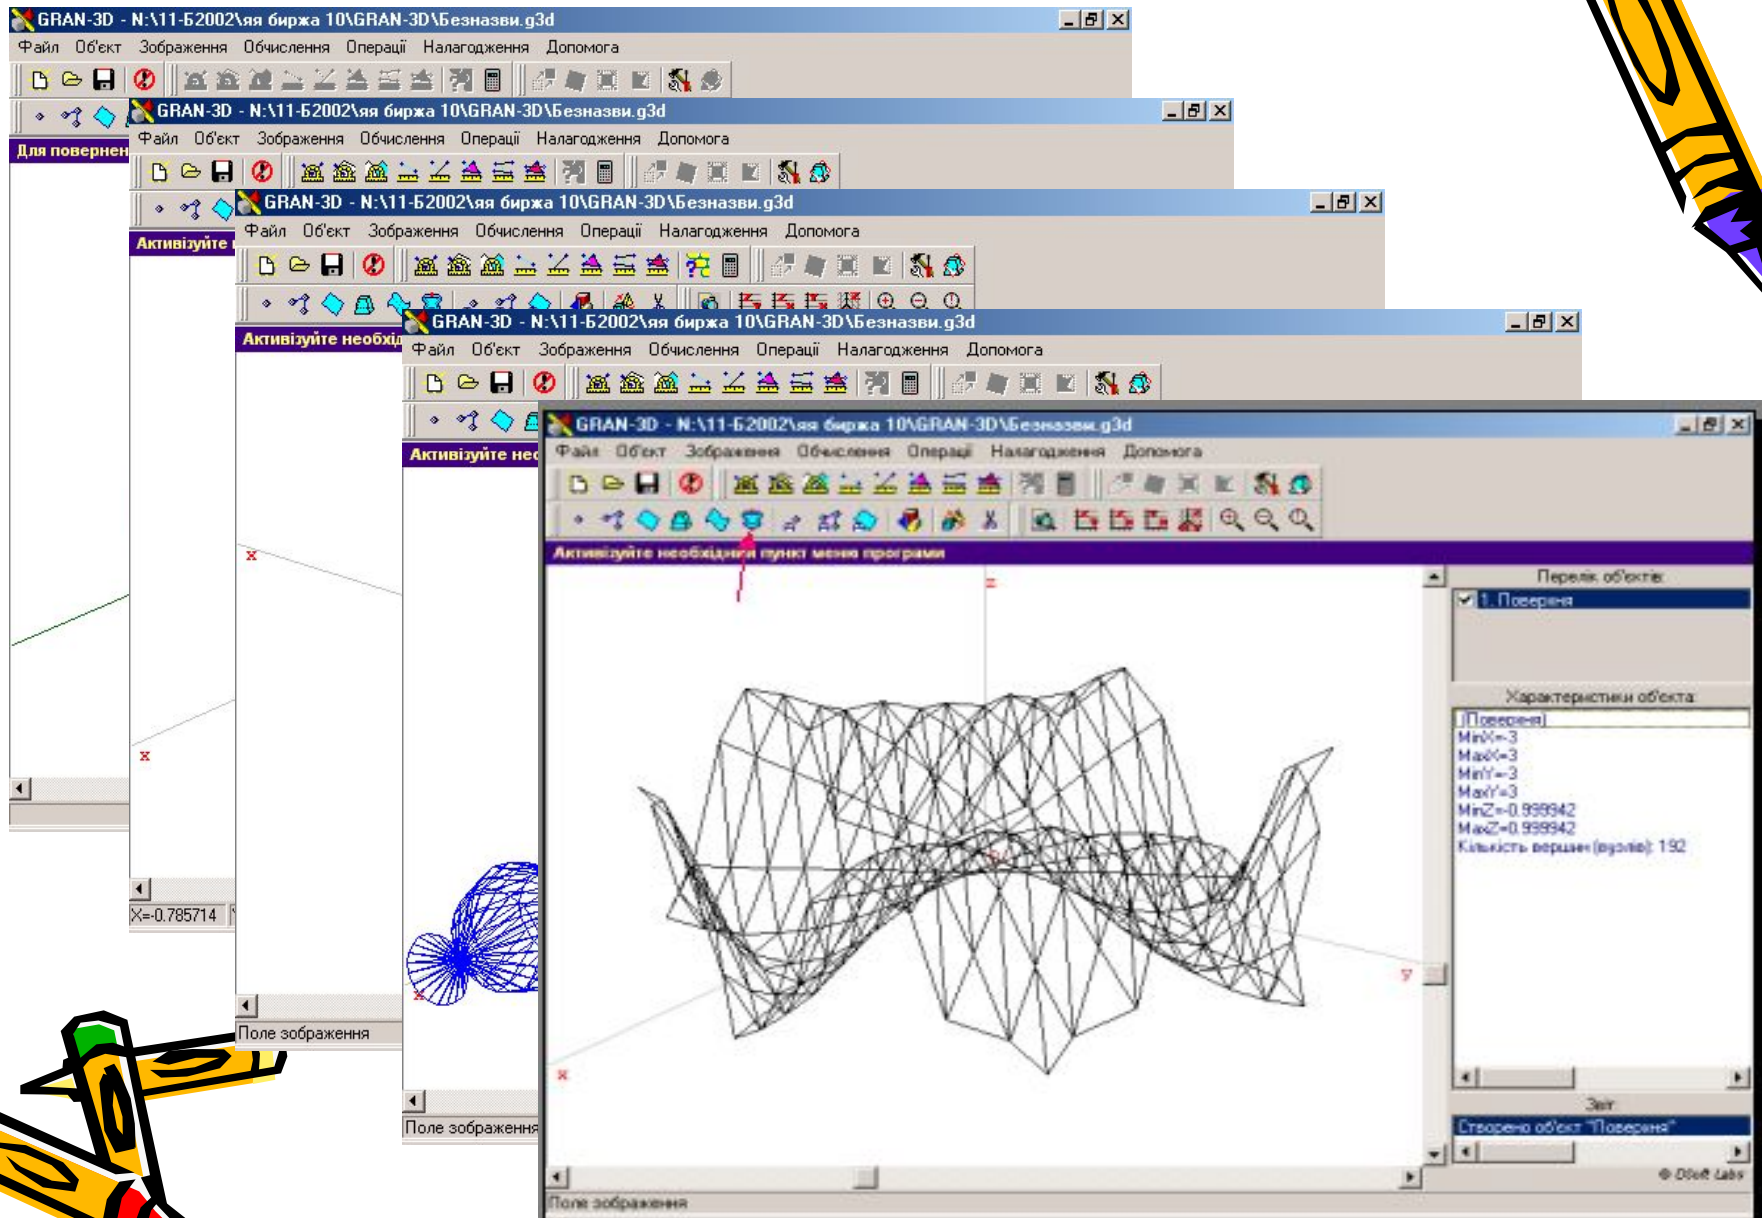 GRAN-3D - N:\11-Б2002\яя биржа 10\GRAN-3D\Безназви.g3d
Файл Об'єкт Зображення Обчислення Операції Налагодження Допомога
Для повернен
GRAN-3D - N:\11-Б2002\яя биржа 10\GRAN-3D\Безназви.g3d
Файл Об'єкт Зображення Обчислення Операції Налагодження Допомога
Активізуйте
X
X=-0.785714
GRAN-3D - N:\11-Б2002\яя биржа 10\GRAN-3D\Безназви.g3d
Файл Об'єкт Зображення Обчислення Операції Налагодження Допомога
Активізуйте необхід
X
Поле зображення
GRAN-3D - N:\11-Б2002\яя биржа 10\GRAN-3D\Безназви.g3d
Файл Об'єкт Зображення Обчислення Операції Налагодження Допомога
Активізуйте нео
X
Поле зображення
GRAN-3D - N:\11-Б2002\яя биржа 10\GRAN-3D\Безназви.g3d
Файл Об'єкт Зображення Обчислення Операції Налагодження Допомога
Активізуйте необхідний пункт меню програми
Z
Y
X
Перелік об'єктів:
1. Поверхня
Характеристики об'єкта:
(Поверхня)
MinX=-3
MaxX=3
MinY=-3
MaxY=3
MinZ=-0.999942
MaxZ=0.999942
Кількість вершин (вузлів): 192
Звіт
Створено об'єкт "Поверхня"
© DSoft Labs
Поле зображення